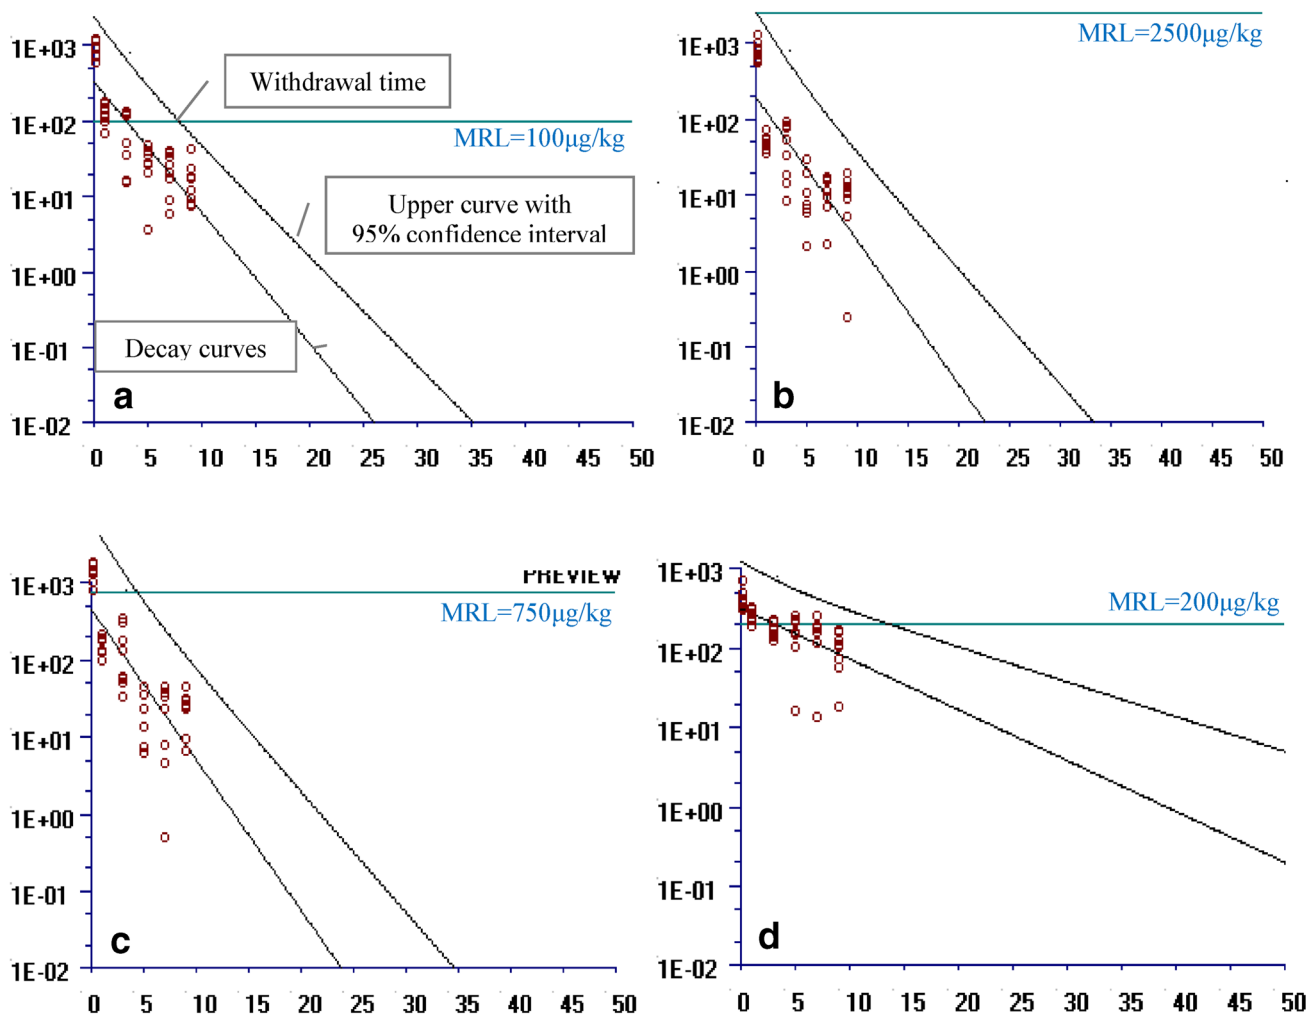 1E+03
Withdrawal time
1E+02
MRL=100μg/kg
1E+01
Upper curve with
95% confidence interval
1E+00
1E-01
Decay curves
a
1E-02
0 5 10 15 20 25 30 35 40 45 50
MRL=2500μg/kg
1E+03
1E+02
1E+01
1E+00
1E-01
b
1E-02
0 5 10 15 20 25 30 35 40 45 50
PREVIEW
1E+03
MRL=750μg/kg
1E+02
1E+01
1E+00
1E-01
c
1E-02
0 5 10 15 20 25 30 35 40 45 50
1E+03
MRL=200μg/kg
1E+02
1E+01
1E+00
1E-01
d
1E-02
0 5 10 15 20 25 30 35 40 45 50